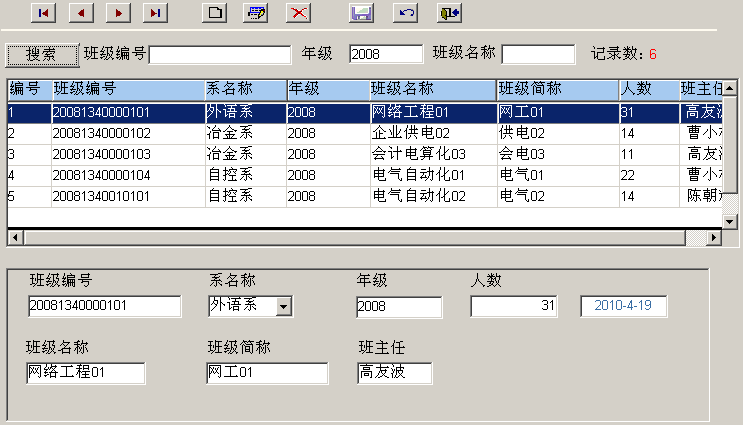 搜索 班级编号 年级 2008 班级名称 记录数: 6
编号 班级编号 系名称 年级 班级名称 班级简称 人数 班主任
1 20081340000101 外语系 2008 网络工程01 网工01 31 高友波
2 20081340000102 冶金系 2008 企业供电02 供电02 14 曹小
3 20081340000103 冶金系 2008 会计电算化03 会电03 11 高友
4 20081340000104 自控系 2008 电气自动化01 电气01 22 曹小
5 20081340010101 自控系 2008 电气自动化02 电气02 14 陈朝
班级编号 系名称 年级 人数
20081340000101 外语系 2008 31 2010-4-19
班级名称 班级简称 班主任
网络工程01 网工01 高友波